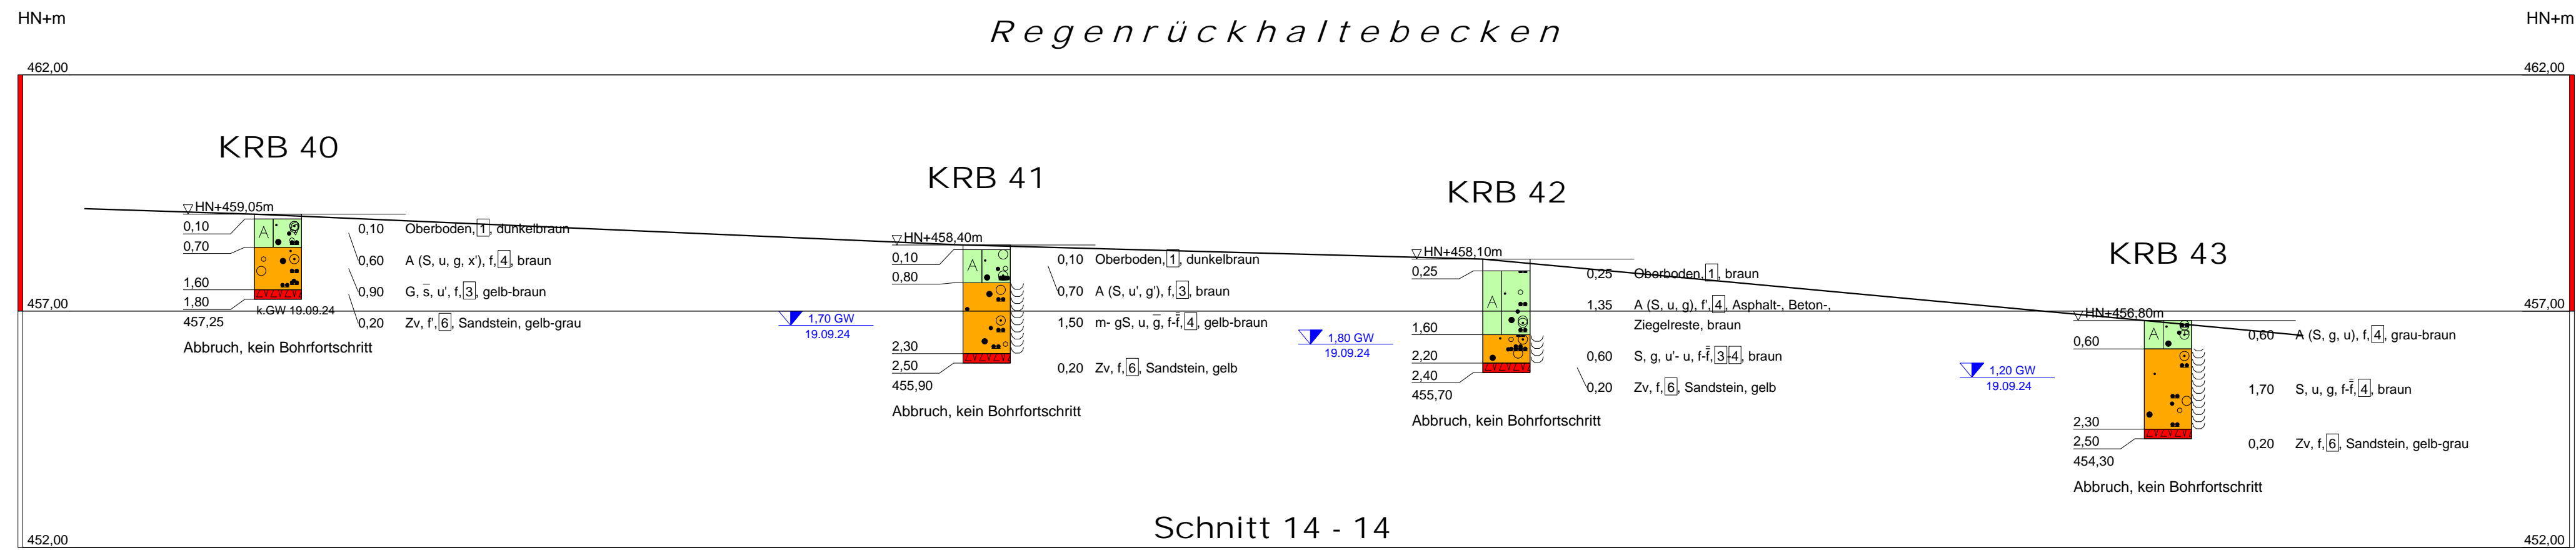 HN+m
Regenrückhaltebecken
HN+m
462,00
462,00
KRB 40
HN+459,05m
0,10
0,70
1,60
1,80
457,25
A
k.GW 19.09.24
Abbruch, kein Bohrfortschritt
0,10 Oberboden, 1, dunkelbraun
0,60 A (S, u, g, x'), f, 4, braun
0,90 G, s̅, u', f, 3, gelb-braun
0,20 Zv, f', 6, Sandstein, gelb-grau
KRB 41
HN+458,40m
0,10
0,80
2,30
2,50
455,90
A
1,70 GW
19.09.24
Abbruch, kein Bohrfortschritt
0,10 Oberboden, 1, dunkelbraun
0,70 A (S, u', g'), f, 3, braun
1,50 m- gS, u, g̅, f-f̿, 4, gelb-braun
0,20 Zv, f, 6, Sandstein, gelb
KRB 42
HN+458,10m
0,25
1,60
2,20
2,40
455,70
A
1,80 GW
19.09.24
Abbruch, kein Bohrfortschritt
0,25 Oberboden, 1, braun
1,35 A (S, u, g), f', 4, Asphalt-, Beton-,
Ziegelreste, braun
0,60 S, g, u'- u, f-f̿, 3-4, braun
0,20 Zv, f, 6, Sandstein, gelb
KRB 43
HN+456,80m
0,60
2,30
2,50
454,30
A
1,20 GW
19.09.24
Abbruch, kein Bohrfortschritt
0,60 A (S, g, u), f, 4, grau-braun
1,70 S, u, g, f-f̿, 4, braun
0,20 Zv, f, 6, Sandstein, gelb-grau
457,00
457,00
Schnitt 14 - 14
452,00
452,00